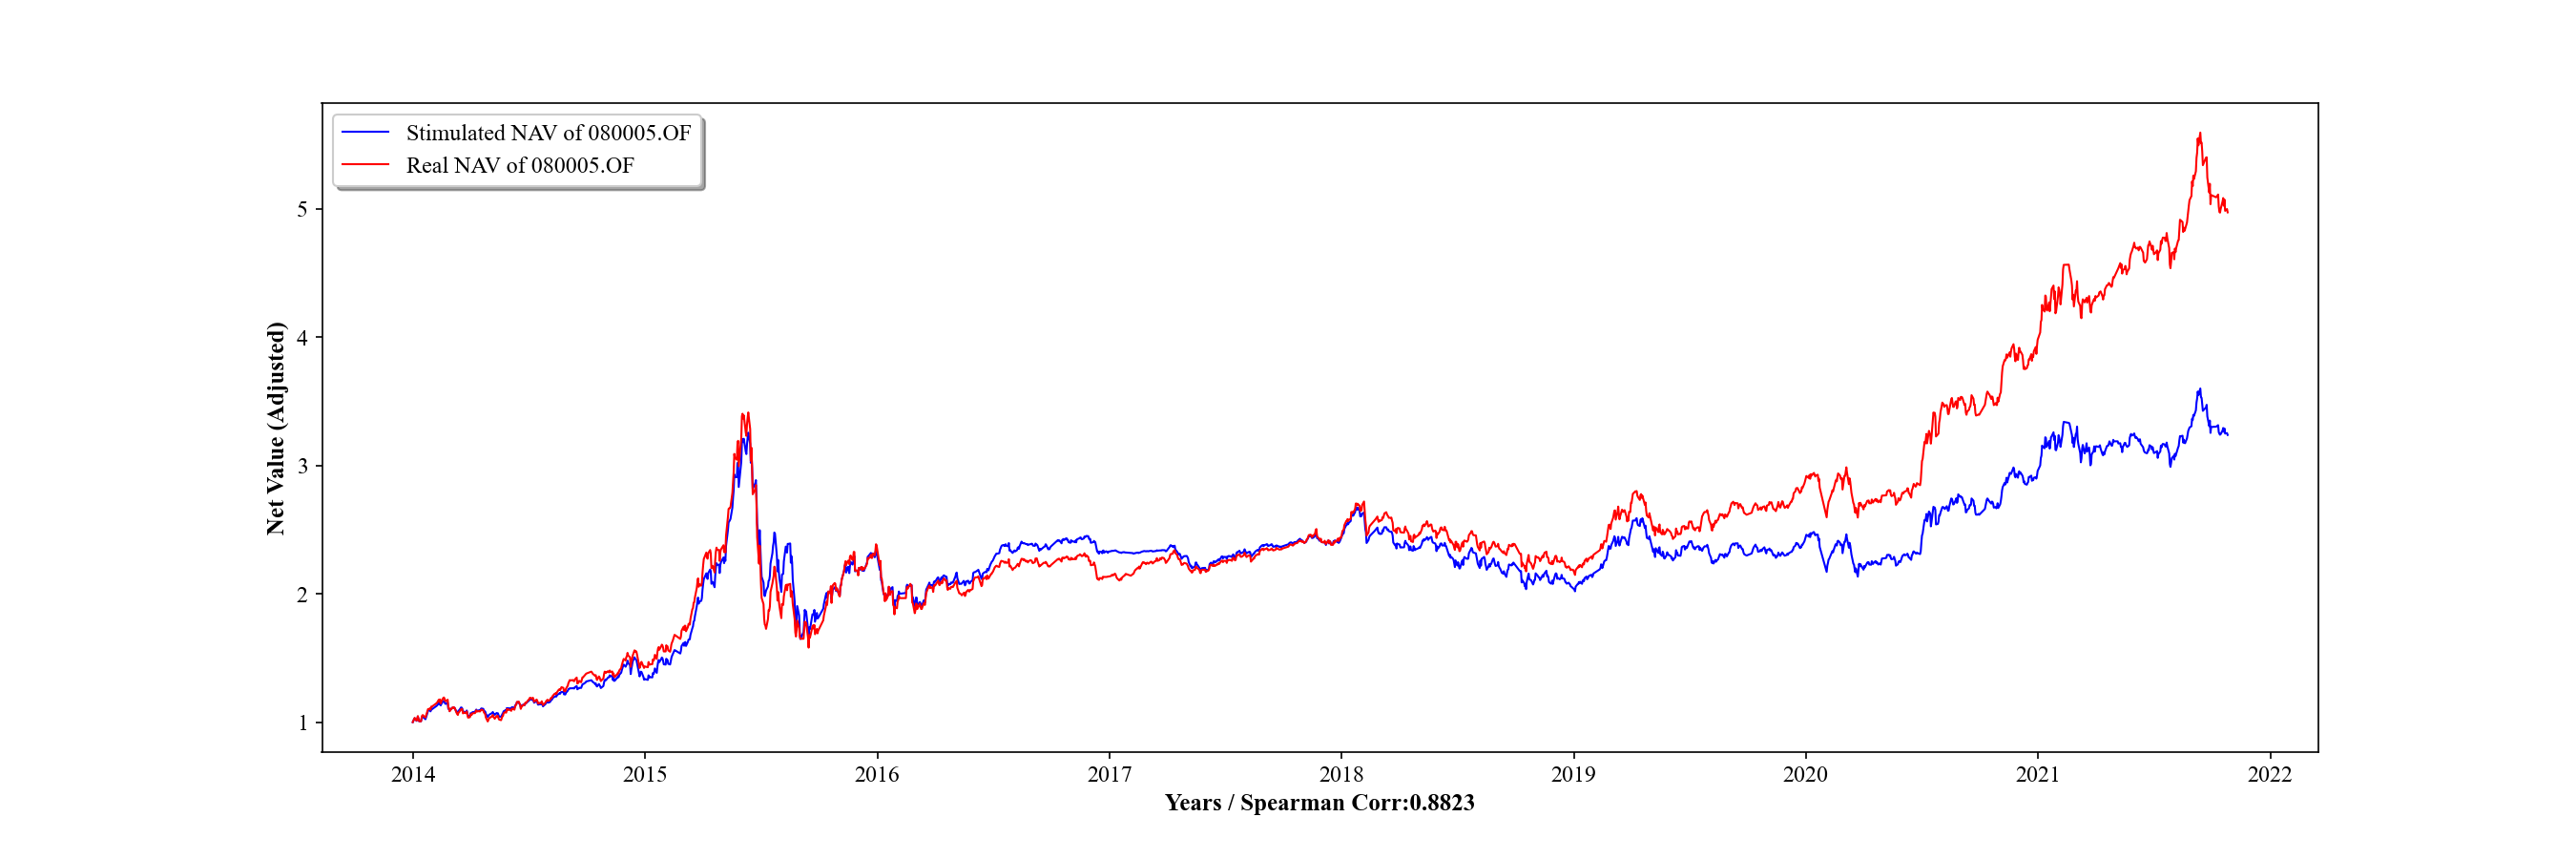 Stimulated NAV of 080005.OF
Real NAV of 080005.OF
Net Value (Adjusted)
5
4
3
2
1
2014 2015 2016 2017 2018 2019 2020 2021 2022
Years / Spearman Corr:0.8823